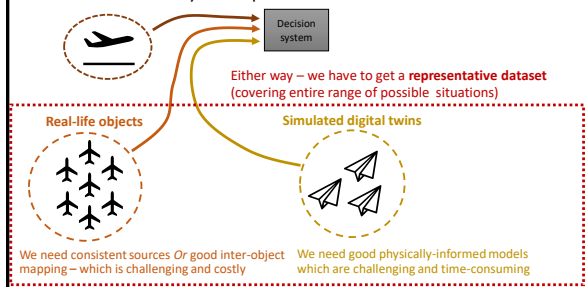 Decision
system
Either way – we have to get a representative dataset
(covering entire range of possible situations)
Real-life objects
Simulated digital twins
We need consistent sources Or good inter-object
mapping – which is challenging and costly
We need good physically-informed models
which are challenging and time-consuming